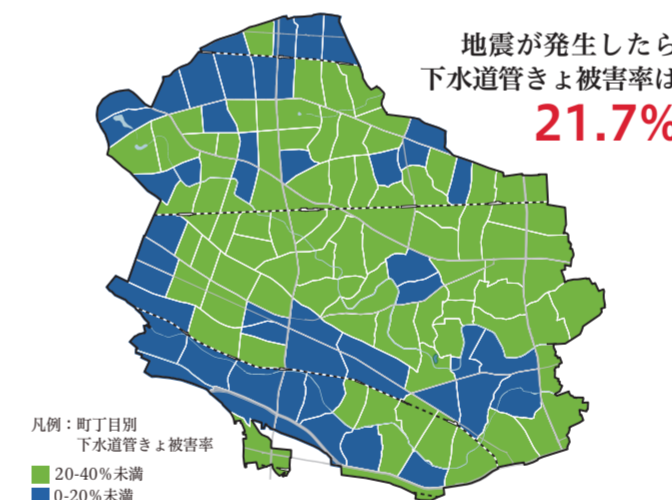 地震が発生したら
下水道管きょ被害率は
21.7%
凡例：町丁目別
下水道管きょ被害率
20-40%未満
0-20%未満